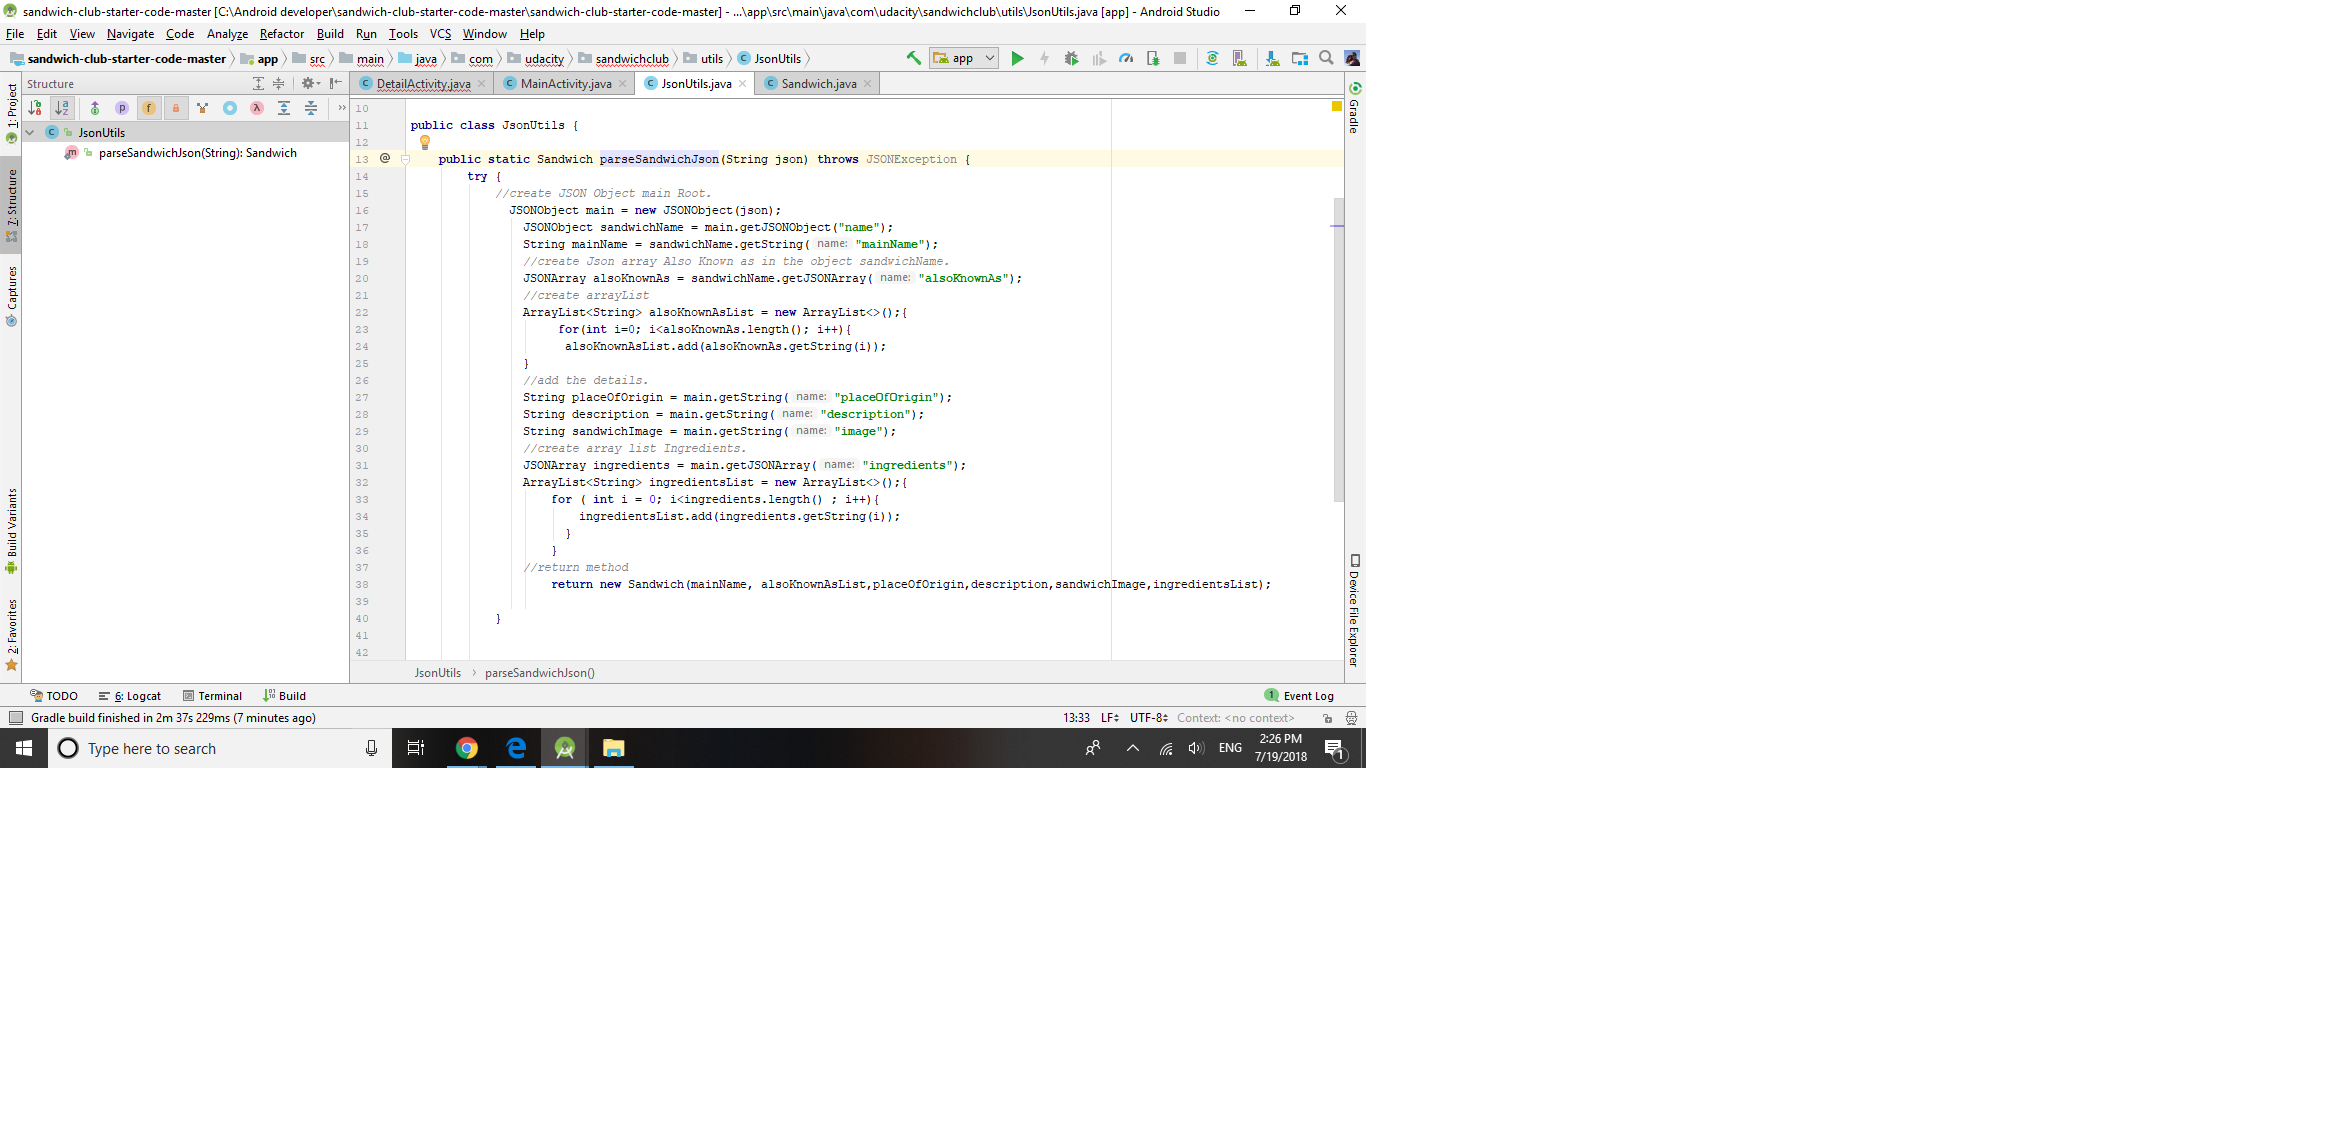 sandwich-club-starter-code-master [C:\Android developer\sandwich-club-starter-code-master\sandwich-club-starter-code-master] - ...\app\src\main\java\com\udacity\sandwichclub\utils\JsonUtils.java [app] - Android Studio
File Edit View Navigate Code Analyze Refactor Build Run Tools VCS Window Help
sandwich-club-starter-code-master app src main java com udacity sandwichclub utils JsonUtils app
Structure
DetailActivity.java MainActivity.java JsonUtils.java Sandwich.java
JsonUtils
parseSandwichJson(String): Sandwich
1: Project
7: Structure
Captures
Build Variants
2: Favorites
10
11 public class JsonUtils {
12
13 public static Sandwich parseSandwichJson(String json) throws JSONException {
14 try {
15 //create JSON Object main Root.
16 JSONObject main = new JSONObject(json);
17 JSONObject sandwichName = main.getJSONObject("name");
18 String mainName = sandwichName.getString( name: "mainName");
19 //create Json array Also Known as in the object sandwichName.
20 JSONArray alsoKnownAs = sandwichName.getJSONArray( name: "alsoKnownAs");
21 //create arrayList
22 ArrayList<String> alsoKnownAsList = new ArrayList<>();{
23 for(int i=0; i<alsoKnownAs.length(); i++){
24 alsoKnownAsList.add(alsoKnownAs.getString(i));
25 }
26 //add the details.
27 String placeOfOrigin = main.getString( name: "placeOfOrigin");
28 String description = main.getString( name: "description");
29 String sandwichImage = main.getString( name: "image");
30 //create array list Ingredients.
31 JSONArray ingredients = main.getJSONArray( name: "ingredients");
32 ArrayList<String> ingredientsList = new ArrayList<>();{
33 for ( int i = 0; i<ingredients.length() ; i++){
34 ingredientsList.add(ingredients.getString(i));
35 }
36 }
37 //return method
38 return new Sandwich(mainName, alsoKnownAsList,placeOfOrigin,description,sandwichImage,ingredientsList);
39
40 }
41
42
Gradle
Device File Explorer
JsonUtils > parseSandwichJson()
TODO 6: Logcat Terminal Build 1 Event Log
Gradle build finished in 2m 37s 229ms (7 minutes ago) 13:33 LF UTF-8 Context: <no context>
Type here to search ENG 2:26 PM
7/19/2018 1